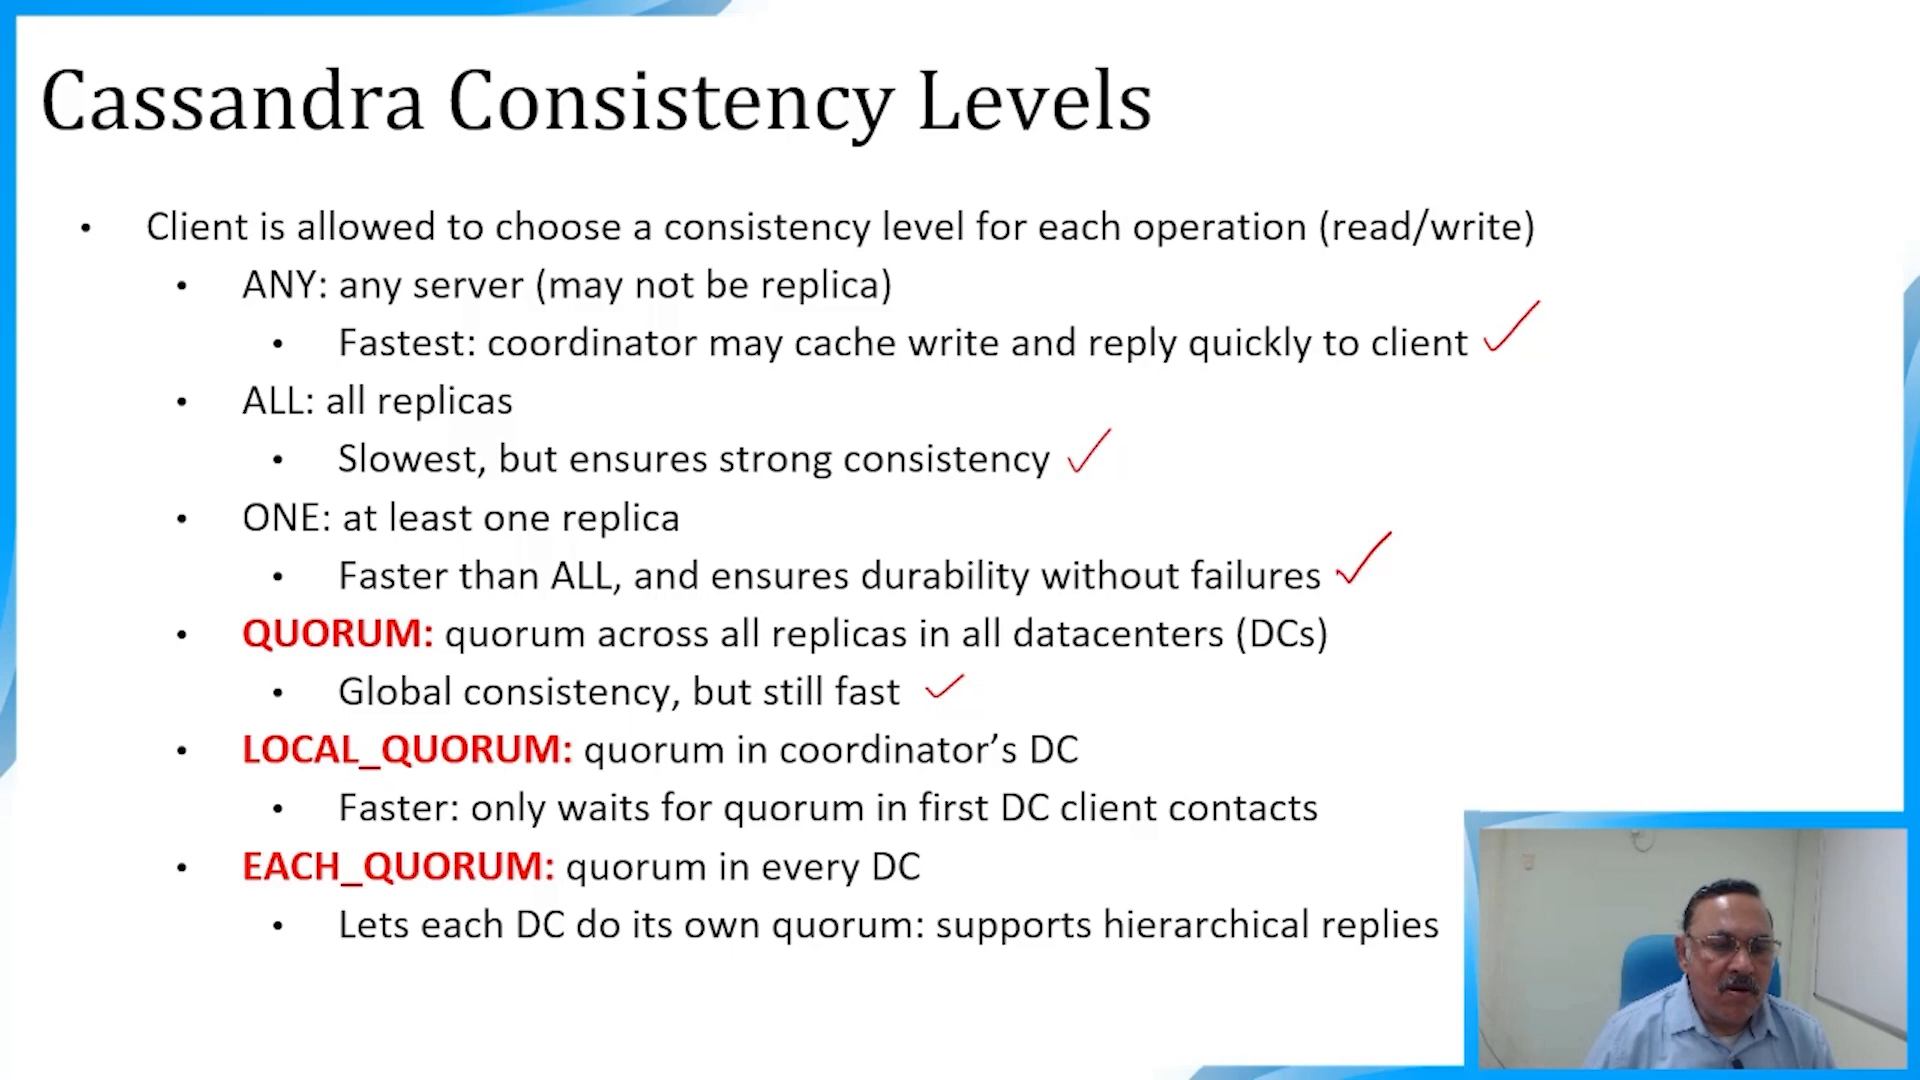 Cassandra Consistency Levels
• Client is allowed to choose a consistency level for each operation (read/write)
• ANY: any server (may not be replica)
• Fastest: coordinator may cache write and reply quickly to client
• ALL: all replicas
• Slowest, but ensures strong consistency
• ONE: at least one replica
• Faster than ALL, and ensures durability without failures
• QUORUM: quorum across all replicas in all datacenters (DCs)
• Global consistency, but still fast
• LOCAL_QUORUM: quorum in coordinator’s DC
• Faster: only waits for quorum in first DC client contacts
• EACH_QUORUM: quorum in every DC
• Lets each DC do its own quorum: supports hierarchical replies